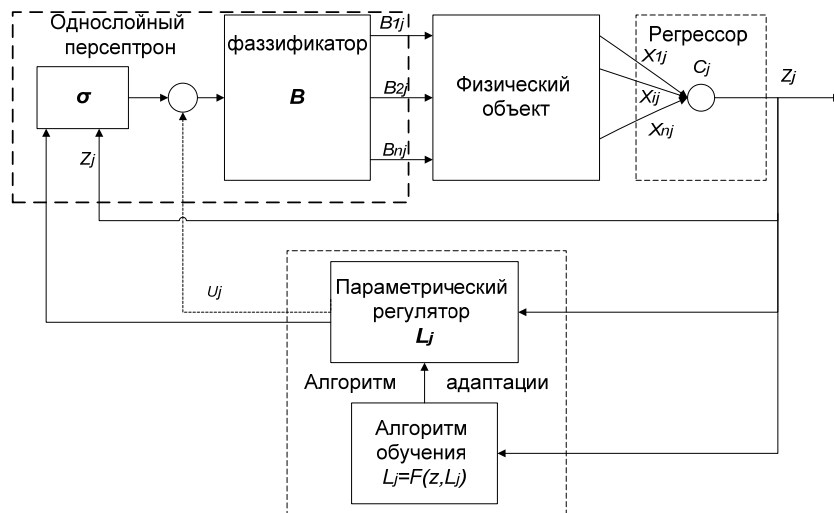 Однослойный
персептрон
σ
Zj
фаззификатор
B
B1j
B2j
Bnj
Физический
объект
Регрессор
X1j
Xij
Xnj
Cj
Zj
Uj
Параметрический
регулятор
Lj
Алгоритм адаптации
Алгоритм
обучения
Lj=F(z,Lj)